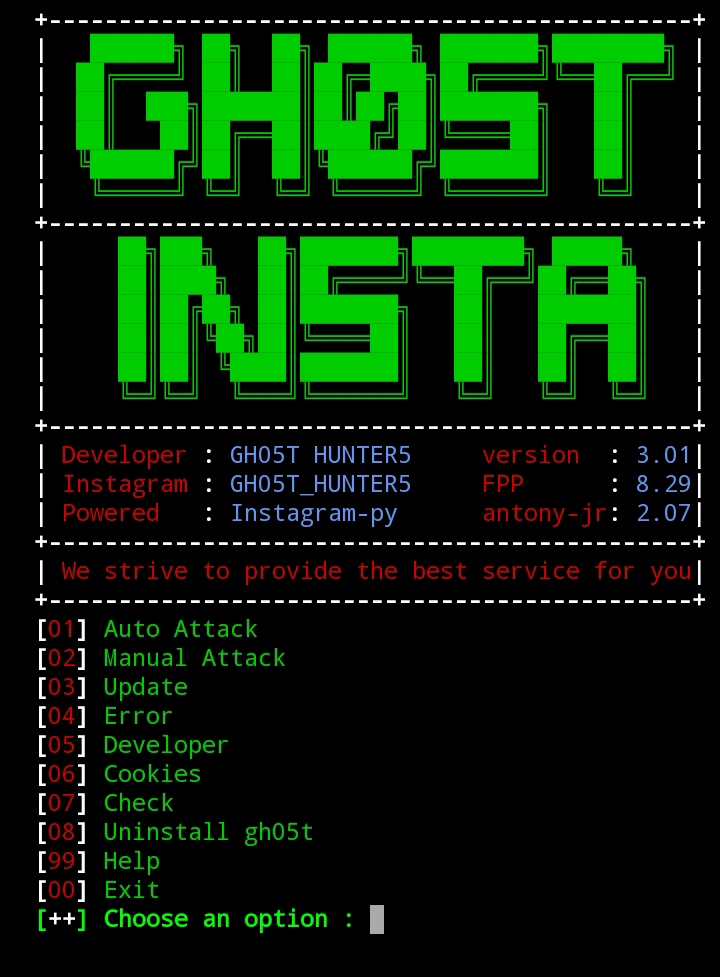 GH0ST
INSTA
Developer : GH05T HUNTER5 version : 3.01
Instagram : GH05T_HUNTER5 FPP : 8.29
Powered : Instagram-py antony-jr: 2.07
We strive to provide the best service for you
[01] Auto Attack
[02] Manual Attack
[03] Update
[04] Error
[05] Developer
[06] Cookies
[07] Check
[08] Uninstall gh05t
[99] Help
[00] Exit
[++] Choose an option :